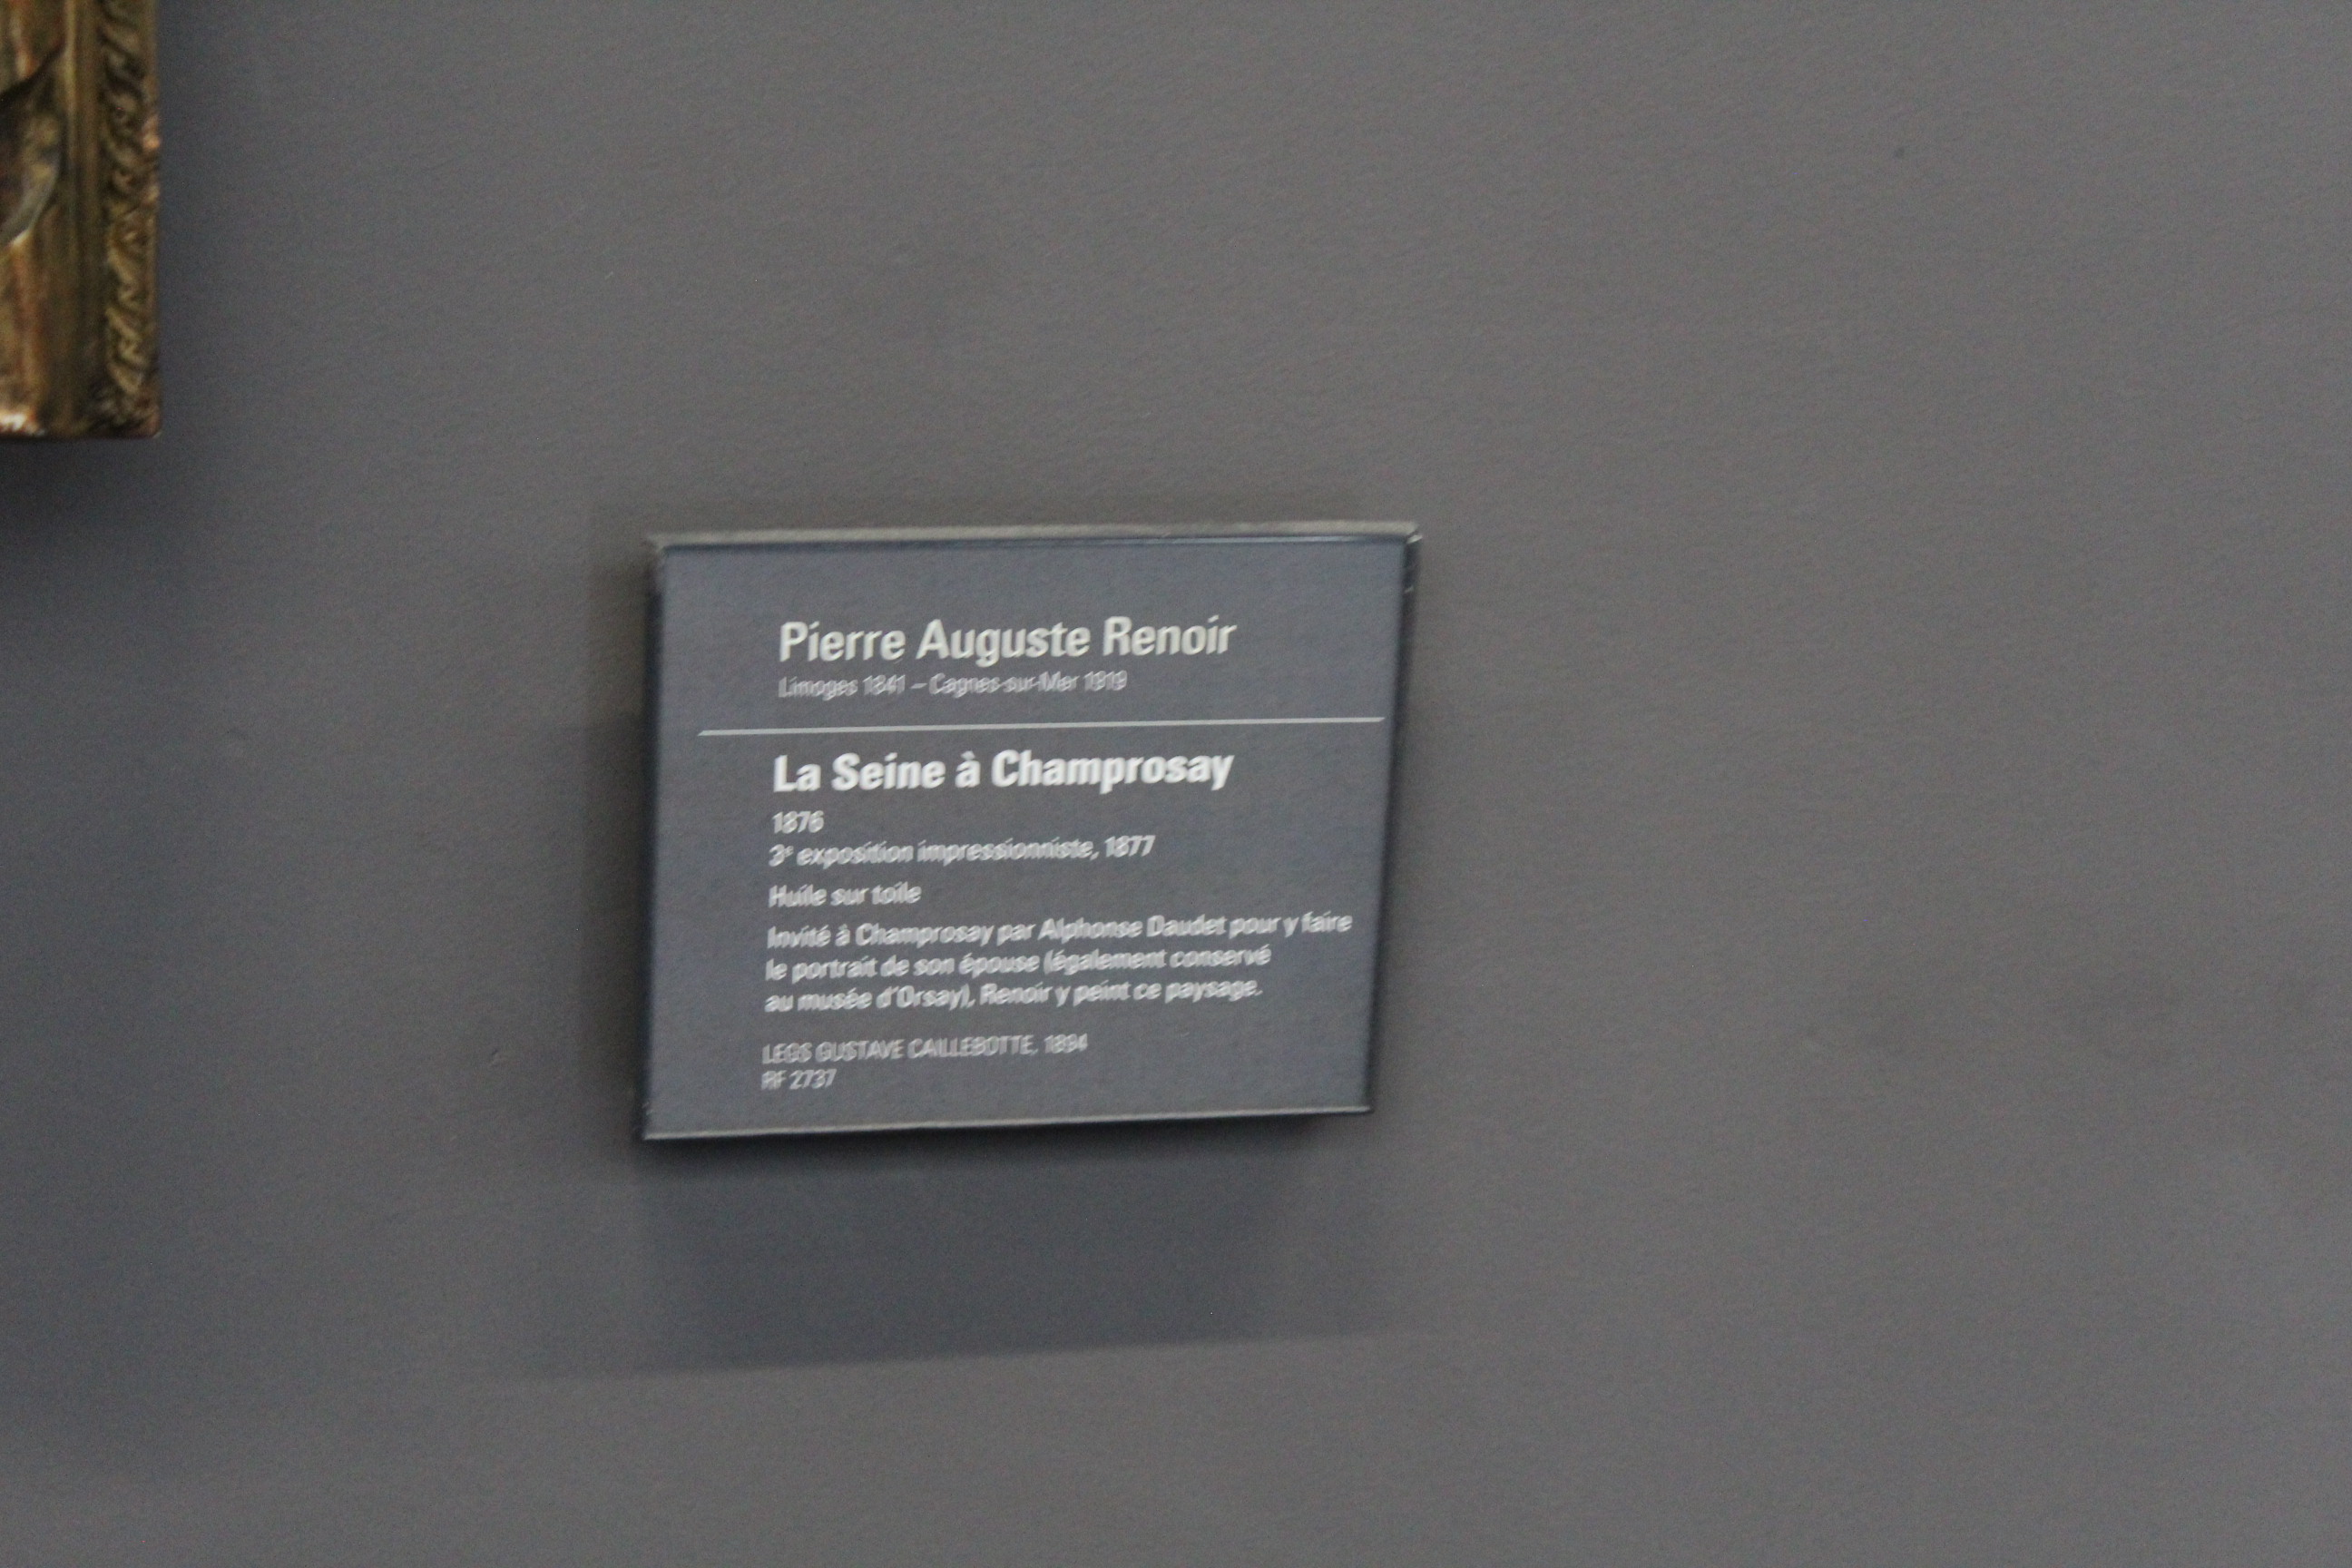 Pierre Auguste Renoir
Limoges 1841 – Cagnes-sur-Mer 1919
La Seine à Champrosay
1876
3e exposition impressionniste, 1877
Huile sur toile
Invité à Champrosay par Alphonse Daudet pour y faire
le portrait de son épouse (également conservé
au musée d'Orsay), Renoir y peint ce paysage.
LEGS GUSTAVE CAILLEBOTTE, 1894
RF 2737